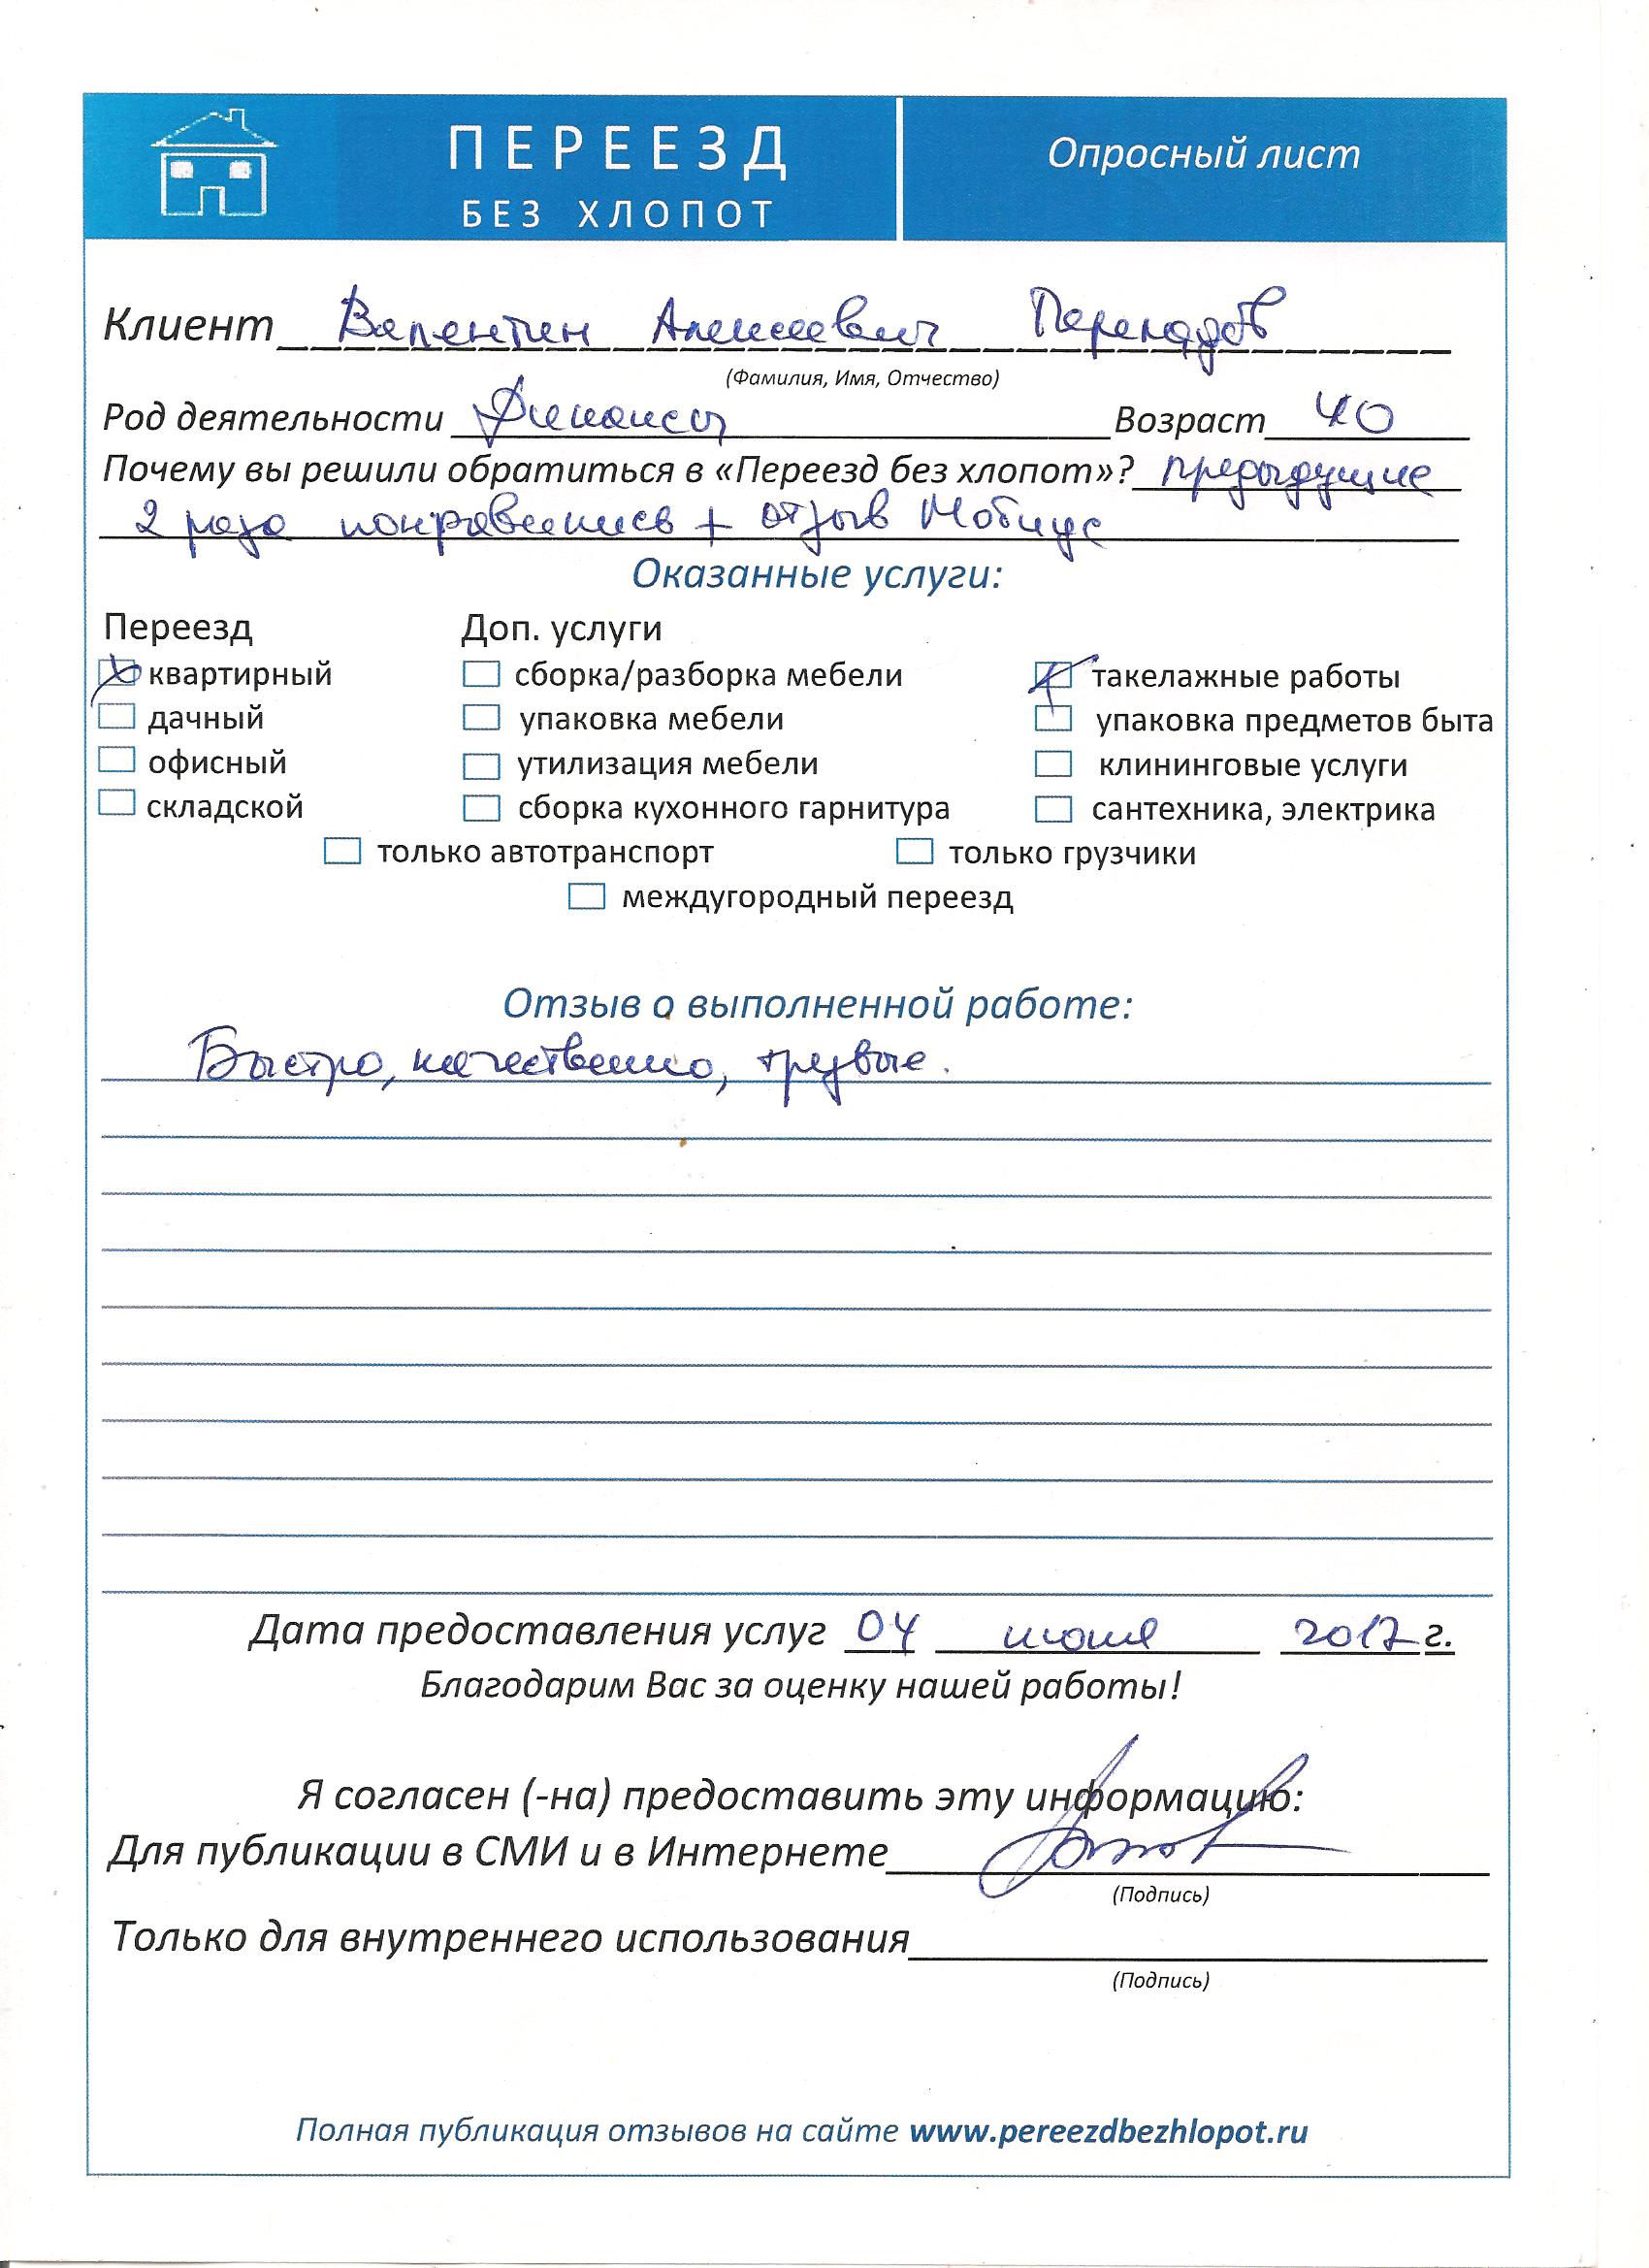 ПЕРЕЕЗД
БЕЗ ХЛОПОТ
Опросный лист
Клиент Валентин Алексеевич
(Фамилия, Имя, Отчество)
Род деятельности Финансы Возраст 40
Почему вы решили обратиться в «Переезд без хлопот»? предыдущие
2 раза понравились + отзыв Мобиус
Оказанные услуги:
Переезд Доп. услуги
квартирный сборка/разборка мебели такелажные работы
дачный упаковка мебели упаковка предметов быта
офисный утилизация мебели клининговые услуги
складской сборка кухонного гарнитура сантехника, электрика
только автотранспорт только грузчики
междугородный переезд
Отзыв о выполненной работе:
Быстро, качественно, трезвые.
Дата предоставления услуг 04 июня 2017 г.
Благодарим Вас за оценку нашей работы!
Я согласен (-на) предоставить эту информацию:
Для публикации в СМИ и в Интернете
(Подпись)
Только для внутреннего использования
(Подпись)
Полная публикация отзывов на сайте www.pereezdbezhlopot.ru